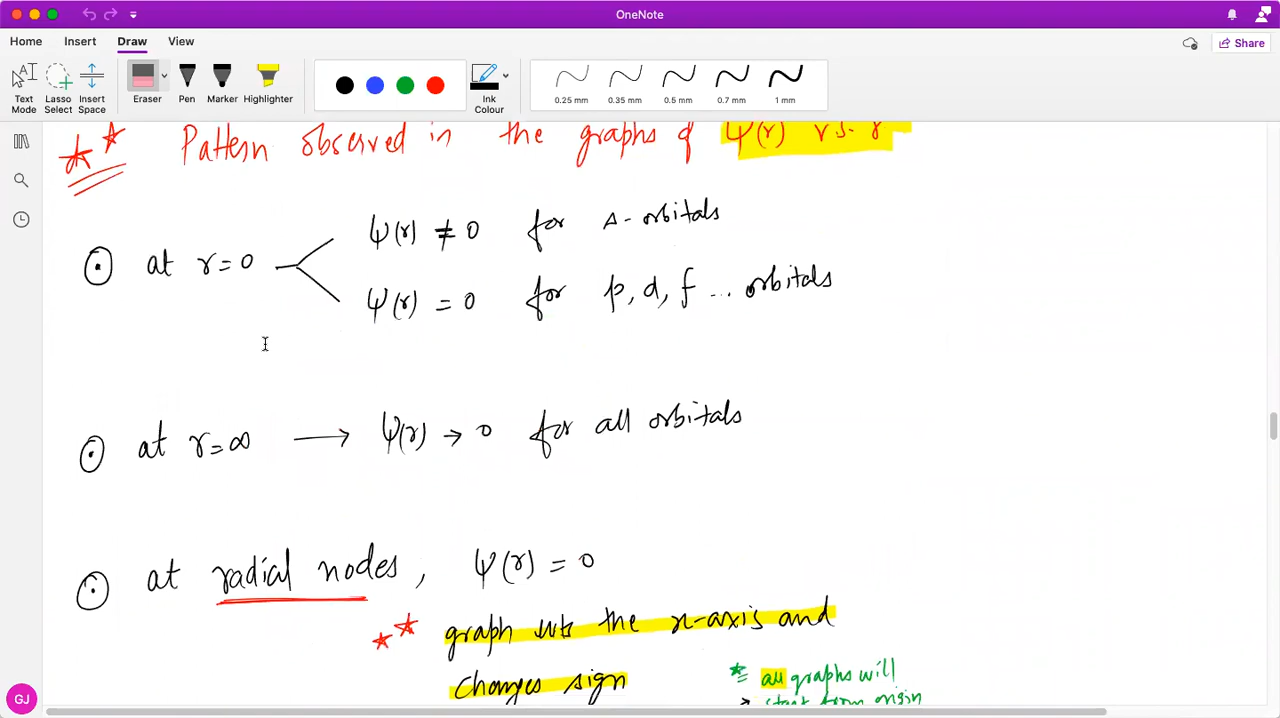 OneNote
Home Insert Draw View
Share
Text Mode
Lasso Select
Insert Space
Eraser
Pen
Marker
Highlighter
Ink Colour
0.25 mm 0.35 mm 0.5 mm 0.7 mm 1 mm
Pattern observed in the graphs of Ψ(r) vs. r
at r=0
Ψ(r) ≠ 0 for s-orbitals
Ψ(r) = 0 for p, d, f ... orbitals
at r=∞ → Ψ(r) → 0 for all orbitals
at radial nodes, Ψ(r) = 0
graph cuts the x-axis and
changes sign
all graphs will
start from origin
GJ